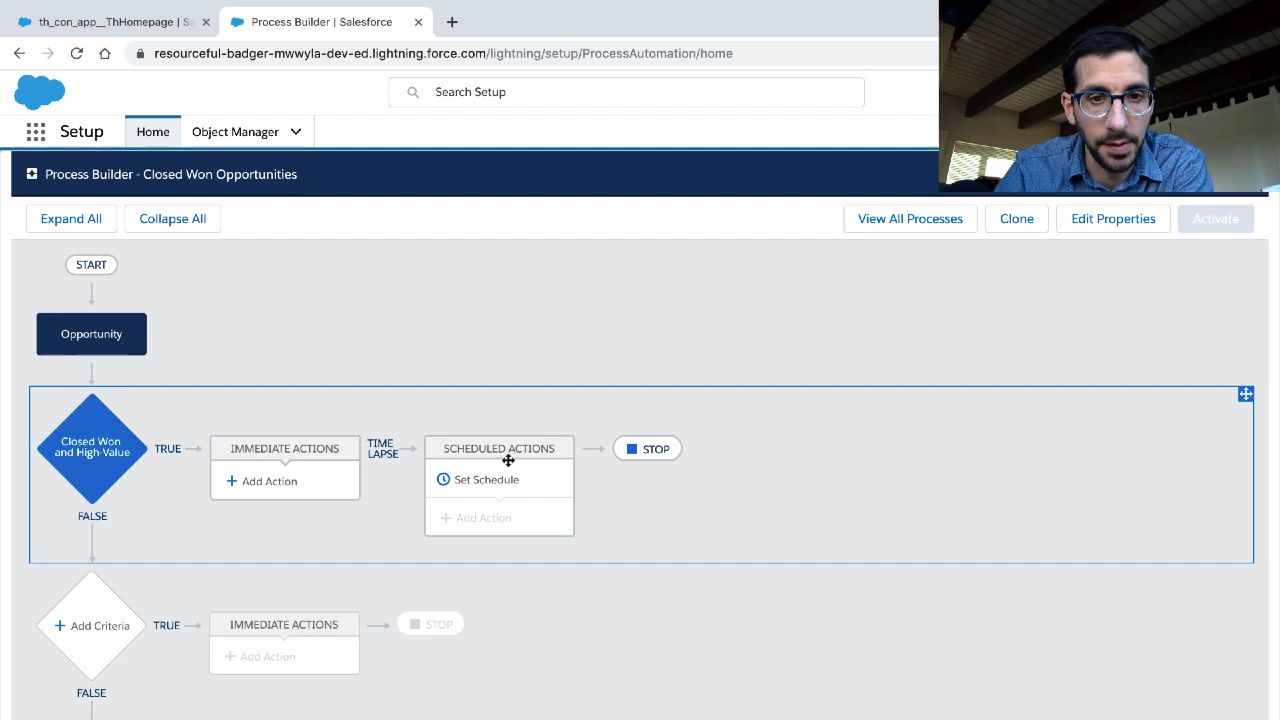 th_con_app__ThHomepage | Sa
Process Builder | Salesforce
resourceful-badger-mwwyla-dev-ed.lightning.force.com/lightning/setup/ProcessAutomation/home
Search Setup
Setup
Home
Object Manager
Process Builder - Closed Won Opportunities
Expand All
Collapse All
View All Processes
Clone
Edit Properties
Activate
START
Opportunity
Closed Won
and High-Value
TRUE
IMMEDIATE ACTIONS
+ Add Action
TIME
LAPSE
SCHEDULED ACTIONS
Set Schedule
+ Add Action
STOP
FALSE
+ Add Criteria
TRUE
IMMEDIATE ACTIONS
+ Add Action
STOP
FALSE